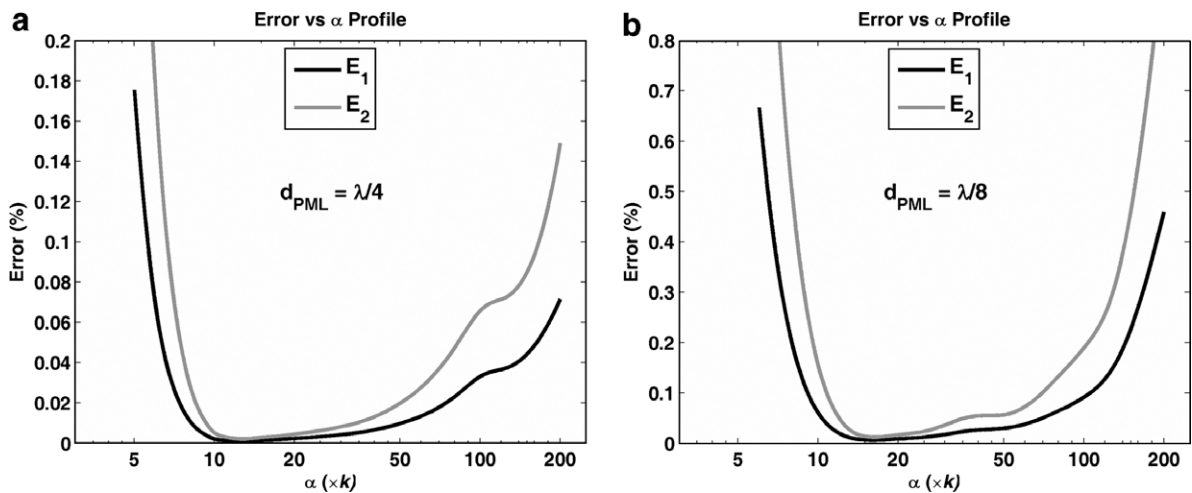 a
Error vs α Profile
0.2
0.18
0.16
0.14
0.12
0.1
0.08
0.06
0.04
0.02
0
Error (%)
E1
E2
dPML = λ/4
5 10 20 50 100 200
α (×k)
b
Error vs α Profile
0.8
0.7
0.6
0.5
0.4
0.3
0.2
0.1
0
Error (%)
E1
E2
dPML = λ/8
5 10 20 50 100 200
α (×k)